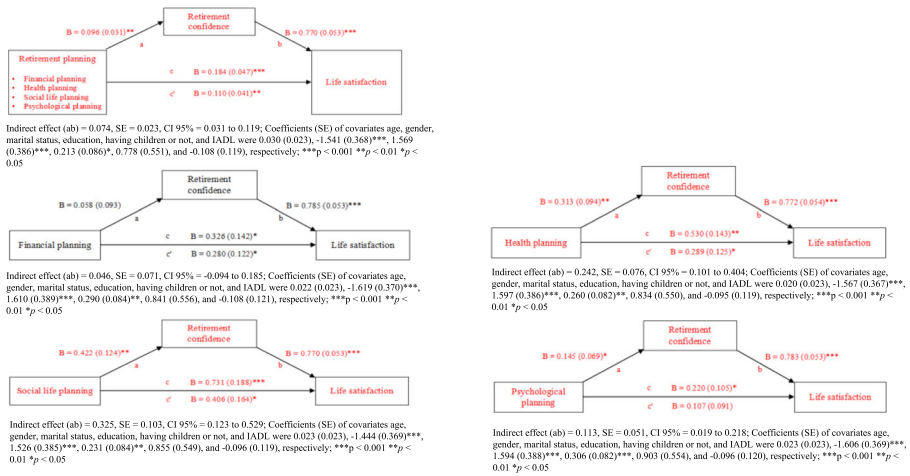 Retirement
confidence
B = 0.096 (0.031)**
B = 0.770 (0.053)***
a
b
Retirement planning
• Financial planning
• Health planning
• Social life planning
• Psychological planning
c B = 0.184 (0.047)***
c' B = 0.110 (0.041)**
Life satisfaction
Indirect effect (ab) = 0.074, SE = 0.023, CI 95% = 0.031 to 0.119; Coefficients (SE) of covariates age, gender,
marital status, education, having children or not, and IADL were 0.030 (0.023), -1.541 (0.368)***, 1.569
(0.386)***, 0.213 (0.086)*, 0.778 (0.551), and -0.108 (0.119), respectively; ***p < 0.001 **p < 0.01 *p <
0.05
Retirement
confidence
B = 0.058 (0.093)
B = 0.785 (0.053)***
a
b
Financial planning
c B = 0.326 (0.142)*
c' B = 0.280 (0.122)*
Life satisfaction
Indirect effect (ab) = 0.046, SE = 0.071, CI 95% = -0.094 to 0.185; Coefficients (SE) of covariates age,
gender, marital status, education, having children or not, and IADL were 0.022 (0.023), -1.619 (0.370)***,
1.610 (0.389)***, 0.290 (0.084)**, 0.841 (0.556), and -0.108 (0.121), respectively; ***p < 0.001 **p <
0.01 *p < 0.05
Retirement
confidence
B = 0.422 (0.124)**
B = 0.770 (0.053)***
a
b
Social life planning
c B = 0.731 (0.188)***
c' B = 0.406 (0.164)*
Life satisfaction
Indirect effect (ab) = 0.325, SE = 0.103, CI 95% = 0.123 to 0.529; Coefficients (SE) of covariates age,
gender, marital status, education, having children or not, and IADL were 0.023 (0.023), -1.444 (0.369)***,
1.526 (0.385)***, 0.231 (0.084)**, 0.855 (0.549), and -0.096 (0.119), respectively; ***p < 0.001 **p <
0.01 *p < 0.05
Retirement
confidence
B = 0.313 (0.094)**
B = 0.772 (0.054)***
a
b
Health planning
c B = 0.530 (0.143)**
c' B = 0.289 (0.125)*
Life satisfaction
Indirect effect (ab) = 0.242, SE = 0.076, CI 95% = 0.101 to 0.404; Coefficients (SE) of covariates age,
gender, marital status, education, having children or not, and IADL were 0.020 (0.023), -1.567 (0.367)***,
1.597 (0.386)***, 0.260 (0.082)**, 0.834 (0.550), and -0.095 (0.119), respectively; ***p < 0.001 **p <
0.01 *p < 0.05
Retirement
confidence
B = 0.145 (0.069)*
B = 0.783 (0.053)***
a
b
Psychological
planning
c B = 0.220 (0.105)*
c' B = 0.107 (0.091)
Life satisfaction
Indirect effect (ab) = 0.113, SE = 0.051, CI 95% = 0.019 to 0.218; Coefficients (SE) of covariates age,
gender, marital status, education, having children or not, and IADL were 0.023 (0.023), -1.606 (0.369)***,
1.594 (0.388)***, 0.306 (0.082)***, 0.903 (0.554), and -0.096 (0.120), respectively; ***p < 0.001 **p <
0.01 *p < 0.05